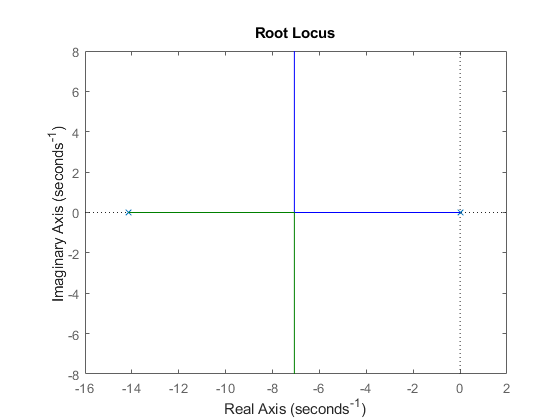 Root Locus
Imaginary Axis (seconds⁻¹)
8
6
4
2
0
-2
-4
-6
-8
-16 -14 -12 -10 -8 -6 -4 -2 0 2
Real Axis (seconds⁻¹)